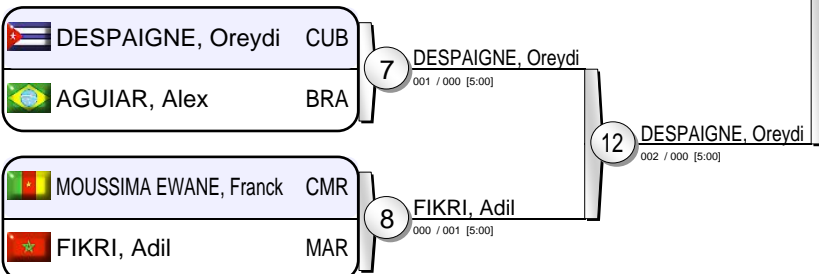 DESPAIGNE, Oreydi CUB
AGUIAR, Alex BRA
7
DESPAIGNE, Oreydi
001 / 000 [5:00]
12
DESPAIGNE, Oreydi
002 / 000 [5:00]
MOUSSIMA EWANE, Franck CMR
FIKRI, Adil MAR
8
FIKRI, Adil
000 / 001 [5:00]